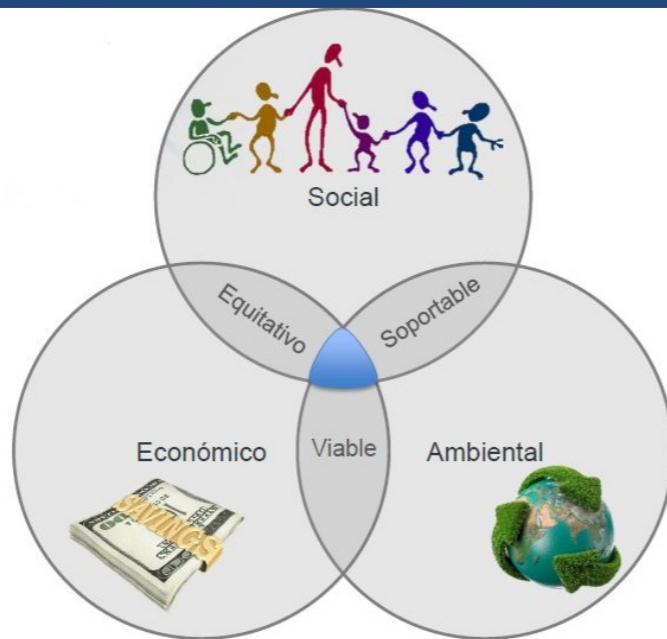 Social
Equitativo
Soportable
Económico
Viable
Ambiental
SAVINGS